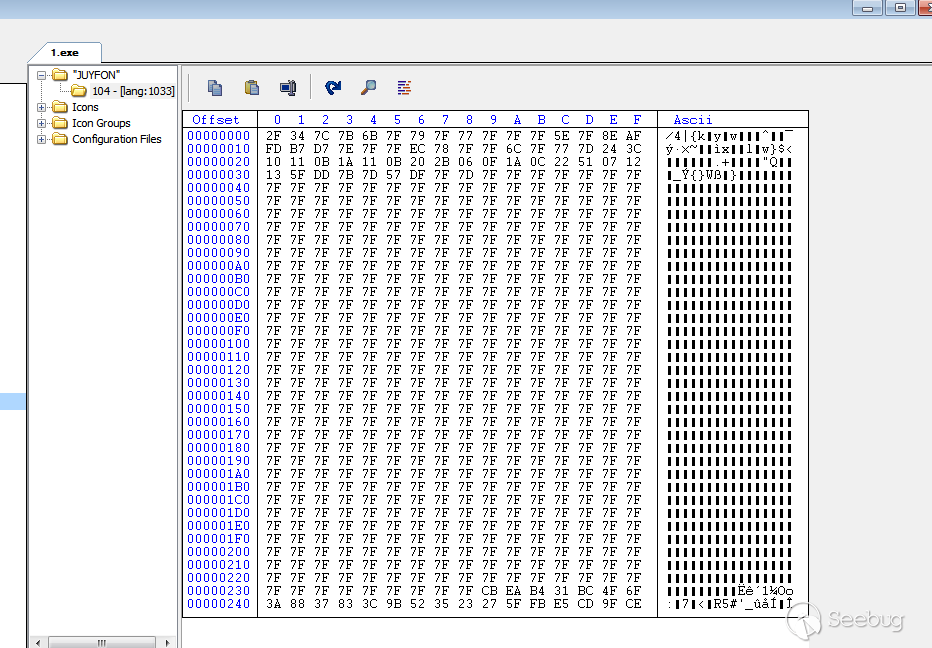 1.exe
"JUYFON"
104 - [lang:1033]
Icons
Icon Groups
Configuration Files
Offset 0 1 2 3 4 5 6 7 8 9 A B C D E F Ascii
00000000 2F 34 7C 7B 6B 7F 79 7F 77 7F 7F 7F 5E 7F 8E AF /4|{k▮y▮w▮▮▮^▮▮¯
00000010 FD B7 D7 7E 7F 7F EC 78 7F 7F 6C 7F 77 7D 24 3C ý·×~▮▮ìx▮▮l▮w}$<
00000020 10 11 0B 1A 11 0B 20 2B 06 0F 1A 0C 22 51 07 12 ▮▮▮▮▮▮ +▮▮▮▮"Q▮▮
00000030 13 5F DD 7B 7D 57 DF 7F 7D 7F 7F 7F 7F 7F 7F 7F ▮_Ý{}Wß▮}▮▮▮▮▮▮▮
00000040 7F 7F 7F 7F 7F 7F 7F 7F 7F 7F 7F 7F 7F 7F 7F 7F ▮▮▮▮▮▮▮▮▮▮▮▮▮▮▮▮
00000050 7F 7F 7F 7F 7F 7F 7F 7F 7F 7F 7F 7F 7F 7F 7F 7F ▮▮▮▮▮▮▮▮▮▮▮▮▮▮▮▮
00000060 7F 7F 7F 7F 7F 7F 7F 7F 7F 7F 7F 7F 7F 7F 7F 7F ▮▮▮▮▮▮▮▮▮▮▮▮▮▮▮▮
00000070 7F 7F 7F 7F 7F 7F 7F 7F 7F 7F 7F 7F 7F 7F 7F 7F ▮▮▮▮▮▮▮▮▮▮▮▮▮▮▮▮
00000080 7F 7F 7F 7F 7F 7F 7F 7F 7F 7F 7F 7F 7F 7F 7F 7F ▮▮▮▮▮▮▮▮▮▮▮▮▮▮▮▮
00000090 7F 7F 7F 7F 7F 7F 7F 7F 7F 7F 7F 7F 7F 7F 7F 7F ▮▮▮▮▮▮▮▮▮▮▮▮▮▮▮▮
000000A0 7F 7F 7F 7F 7F 7F 7F 7F 7F 7F 7F 7F 7F 7F 7F 7F ▮▮▮▮▮▮▮▮▮▮▮▮▮▮▮▮
000000B0 7F 7F 7F 7F 7F 7F 7F 7F 7F 7F 7F 7F 7F 7F 7F 7F ▮▮▮▮▮▮▮▮▮▮▮▮▮▮▮▮
000000C0 7F 7F 7F 7F 7F 7F 7F 7F 7F 7F 7F 7F 7F 7F 7F 7F ▮▮▮▮▮▮▮▮▮▮▮▮▮▮▮▮
000000D0 7F 7F 7F 7F 7F 7F 7F 7F 7F 7F 7F 7F 7F 7F 7F 7F ▮▮▮▮▮▮▮▮▮▮▮▮▮▮▮▮
000000E0 7F 7F 7F 7F 7F 7F 7F 7F 7F 7F 7F 7F 7F 7F 7F 7F ▮▮▮▮▮▮▮▮▮▮▮▮▮▮▮▮
000000F0 7F 7F 7F 7F 7F 7F 7F 7F 7F 7F 7F 7F 7F 7F 7F 7F ▮▮▮▮▮▮▮▮▮▮▮▮▮▮▮▮
00000100 7F 7F 7F 7F 7F 7F 7F 7F 7F 7F 7F 7F 7F 7F 7F 7F ▮▮▮▮▮▮▮▮▮▮▮▮▮▮▮▮
00000110 7F 7F 7F 7F 7F 7F 7F 7F 7F 7F 7F 7F 7F 7F 7F 7F ▮▮▮▮▮▮▮▮▮▮▮▮▮▮▮▮
00000120 7F 7F 7F 7F 7F 7F 7F 7F 7F 7F 7F 7F 7F 7F 7F 7F ▮▮▮▮▮▮▮▮▮▮▮▮▮▮▮▮
00000130 7F 7F 7F 7F 7F 7F 7F 7F 7F 7F 7F 7F 7F 7F 7F 7F ▮▮▮▮▮▮▮▮▮▮▮▮▮▮▮▮
00000140 7F 7F 7F 7F 7F 7F 7F 7F 7F 7F 7F 7F 7F 7F 7F 7F ▮▮▮▮▮▮▮▮▮▮▮▮▮▮▮▮
00000150 7F 7F 7F 7F 7F 7F 7F 7F 7F 7F 7F 7F 7F 7F 7F 7F ▮▮▮▮▮▮▮▮▮▮▮▮▮▮▮▮
00000160 7F 7F 7F 7F 7F 7F 7F 7F 7F 7F 7F 7F 7F 7F 7F 7F ▮▮▮▮▮▮▮▮▮▮▮▮▮▮▮▮
00000170 7F 7F 7F 7F 7F 7F 7F 7F 7F 7F 7F 7F 7F 7F 7F 7F ▮▮▮▮▮▮▮▮▮▮▮▮▮▮▮▮
00000180 7F 7F 7F 7F 7F 7F 7F 7F 7F 7F 7F 7F 7F 7F 7F 7F ▮▮▮▮▮▮▮▮▮▮▮▮▮▮▮▮
00000190 7F 7F 7F 7F 7F 7F 7F 7F 7F 7F 7F 7F 7F 7F 7F 7F ▮▮▮▮▮▮▮▮▮▮▮▮▮▮▮▮
000001A0 7F 7F 7F 7F 7F 7F 7F 7F 7F 7F 7F 7F 7F 7F 7F 7F ▮▮▮▮▮▮▮▮▮▮▮▮▮▮▮▮
000001B0 7F 7F 7F 7F 7F 7F 7F 7F 7F 7F 7F 7F 7F 7F 7F 7F ▮▮▮▮▮▮▮▮▮▮▮▮▮▮▮▮
000001C0 7F 7F 7F 7F 7F 7F 7F 7F 7F 7F 7F 7F 7F 7F 7F 7F ▮▮▮▮▮▮▮▮▮▮▮▮▮▮▮▮
000001D0 7F 7F 7F 7F 7F 7F 7F 7F 7F 7F 7F 7F 7F 7F 7F 7F ▮▮▮▮▮▮▮▮▮▮▮▮▮▮▮▮
000001E0 7F 7F 7F 7F 7F 7F 7F 7F 7F 7F 7F 7F 7F 7F 7F 7F ▮▮▮▮▮▮▮▮▮▮▮▮▮▮▮▮
000001F0 7F 7F 7F 7F 7F 7F 7F 7F 7F 7F 7F 7F 7F 7F 7F 7F ▮▮▮▮▮▮▮▮▮▮▮▮▮▮▮▮
00000200 7F 7F 7F 7F 7F 7F 7F 7F 7F 7F 7F 7F 7F 7F 7F 7F ▮▮▮▮▮▮▮▮▮▮▮▮▮▮▮▮
00000210 7F 7F 7F 7F 7F 7F 7F 7F 7F 7F 7F 7F 7F 7F 7F 7F ▮▮▮▮▮▮▮▮▮▮▮▮▮▮▮▮
00000220 7F 7F 7F 7F 7F 7F 7F 7F 7F 7F 7F 7F 7F 7F 7F 7F ▮▮▮▮▮▮▮▮▮▮▮▮▮▮▮▮
00000230 7F 7F 7F 7F 7F 7F 7F 7F 7F CB EA B4 31 BC 4F 6F ▮▮▮▮▮▮▮▮▮Ëê´1¼Oo
00000240 3A 88 37 83 3C 9B 52 35 23 27 5F FB E5 CD 9F CE :▮7▮<▮R5#'_ûåÍ▮Î
Seebug